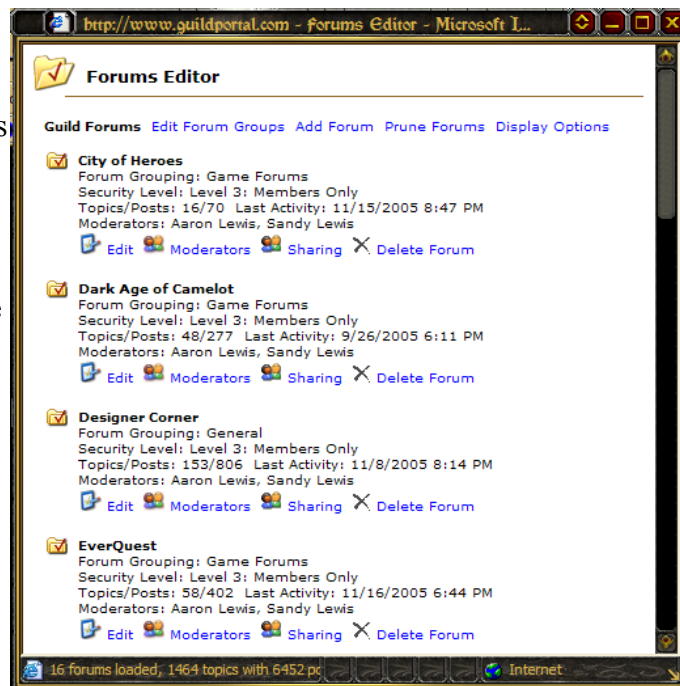 http://www.guildportal.com - Forums Editor - Microsoft I...
Forums Editor
Guild Forums Edit Forum Groups Add Forum Prune Forums Display Options
City of Heroes
Forum Grouping: Game Forums
Security Level: Level 3: Members Only
Topics/Posts: 16/70 Last Activity: 11/15/2005 8:47 PM
Moderators: Aaron Lewis, Sandy Lewis
Edit Moderators Sharing Delete Forum
Dark Age of Camelot
Forum Grouping: Game Forums
Security Level: Level 3: Members Only
Topics/Posts: 48/277 Last Activity: 9/26/2005 6:11 PM
Moderators: Aaron Lewis, Sandy Lewis
Edit Moderators Sharing Delete Forum
Designer Corner
Forum Grouping: General
Security Level: Level 3: Members Only
Topics/Posts: 153/806 Last Activity: 11/8/2005 8:14 PM
Moderators: Aaron Lewis, Sandy Lewis
Edit Moderators Sharing Delete Forum
EverQuest
Forum Grouping: Game Forums
Security Level: Level 3: Members Only
Topics/Posts: 58/402 Last Activity: 11/16/2005 6:44 PM
Moderators: Aaron Lewis, Sandy Lewis
Edit Moderators Sharing Delete Forum
16 forums loaded, 1464 topics with 6452 po Internet